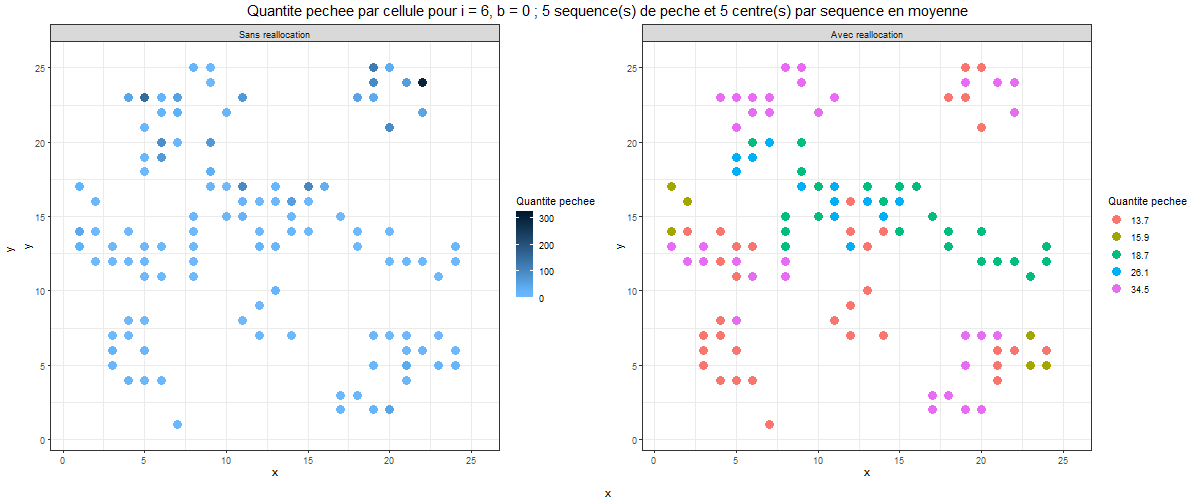 Quantite pechee par cellule pour i = 6, b = 0 ; 5 sequence(s) de peche et 5 centre(s) par sequence en moyenne
Sans reallocation
25
20
15
10
5
0
0 5 10 15 20 25
x
y
y
Quantite pechee
300
200
100
0
Avec reallocation
25
20
15
10
5
0
0 5 10 15 20 25
x
y
Quantite pechee
13.7
15.9
18.7
26.1
34.5
x